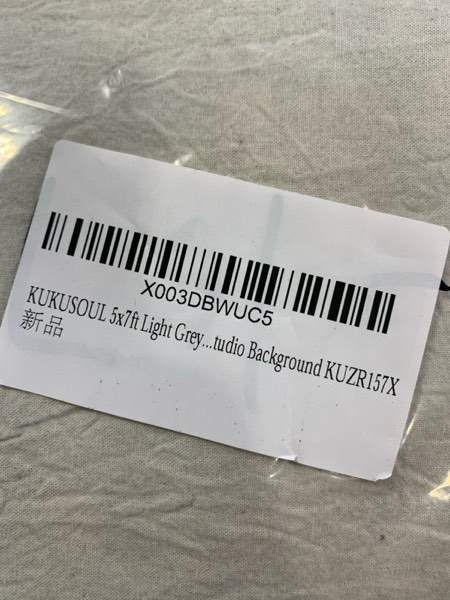 X003DBWUC5
KUKUSOUL 5x7ft Light Grey...tudio Background KUZR157X
新品